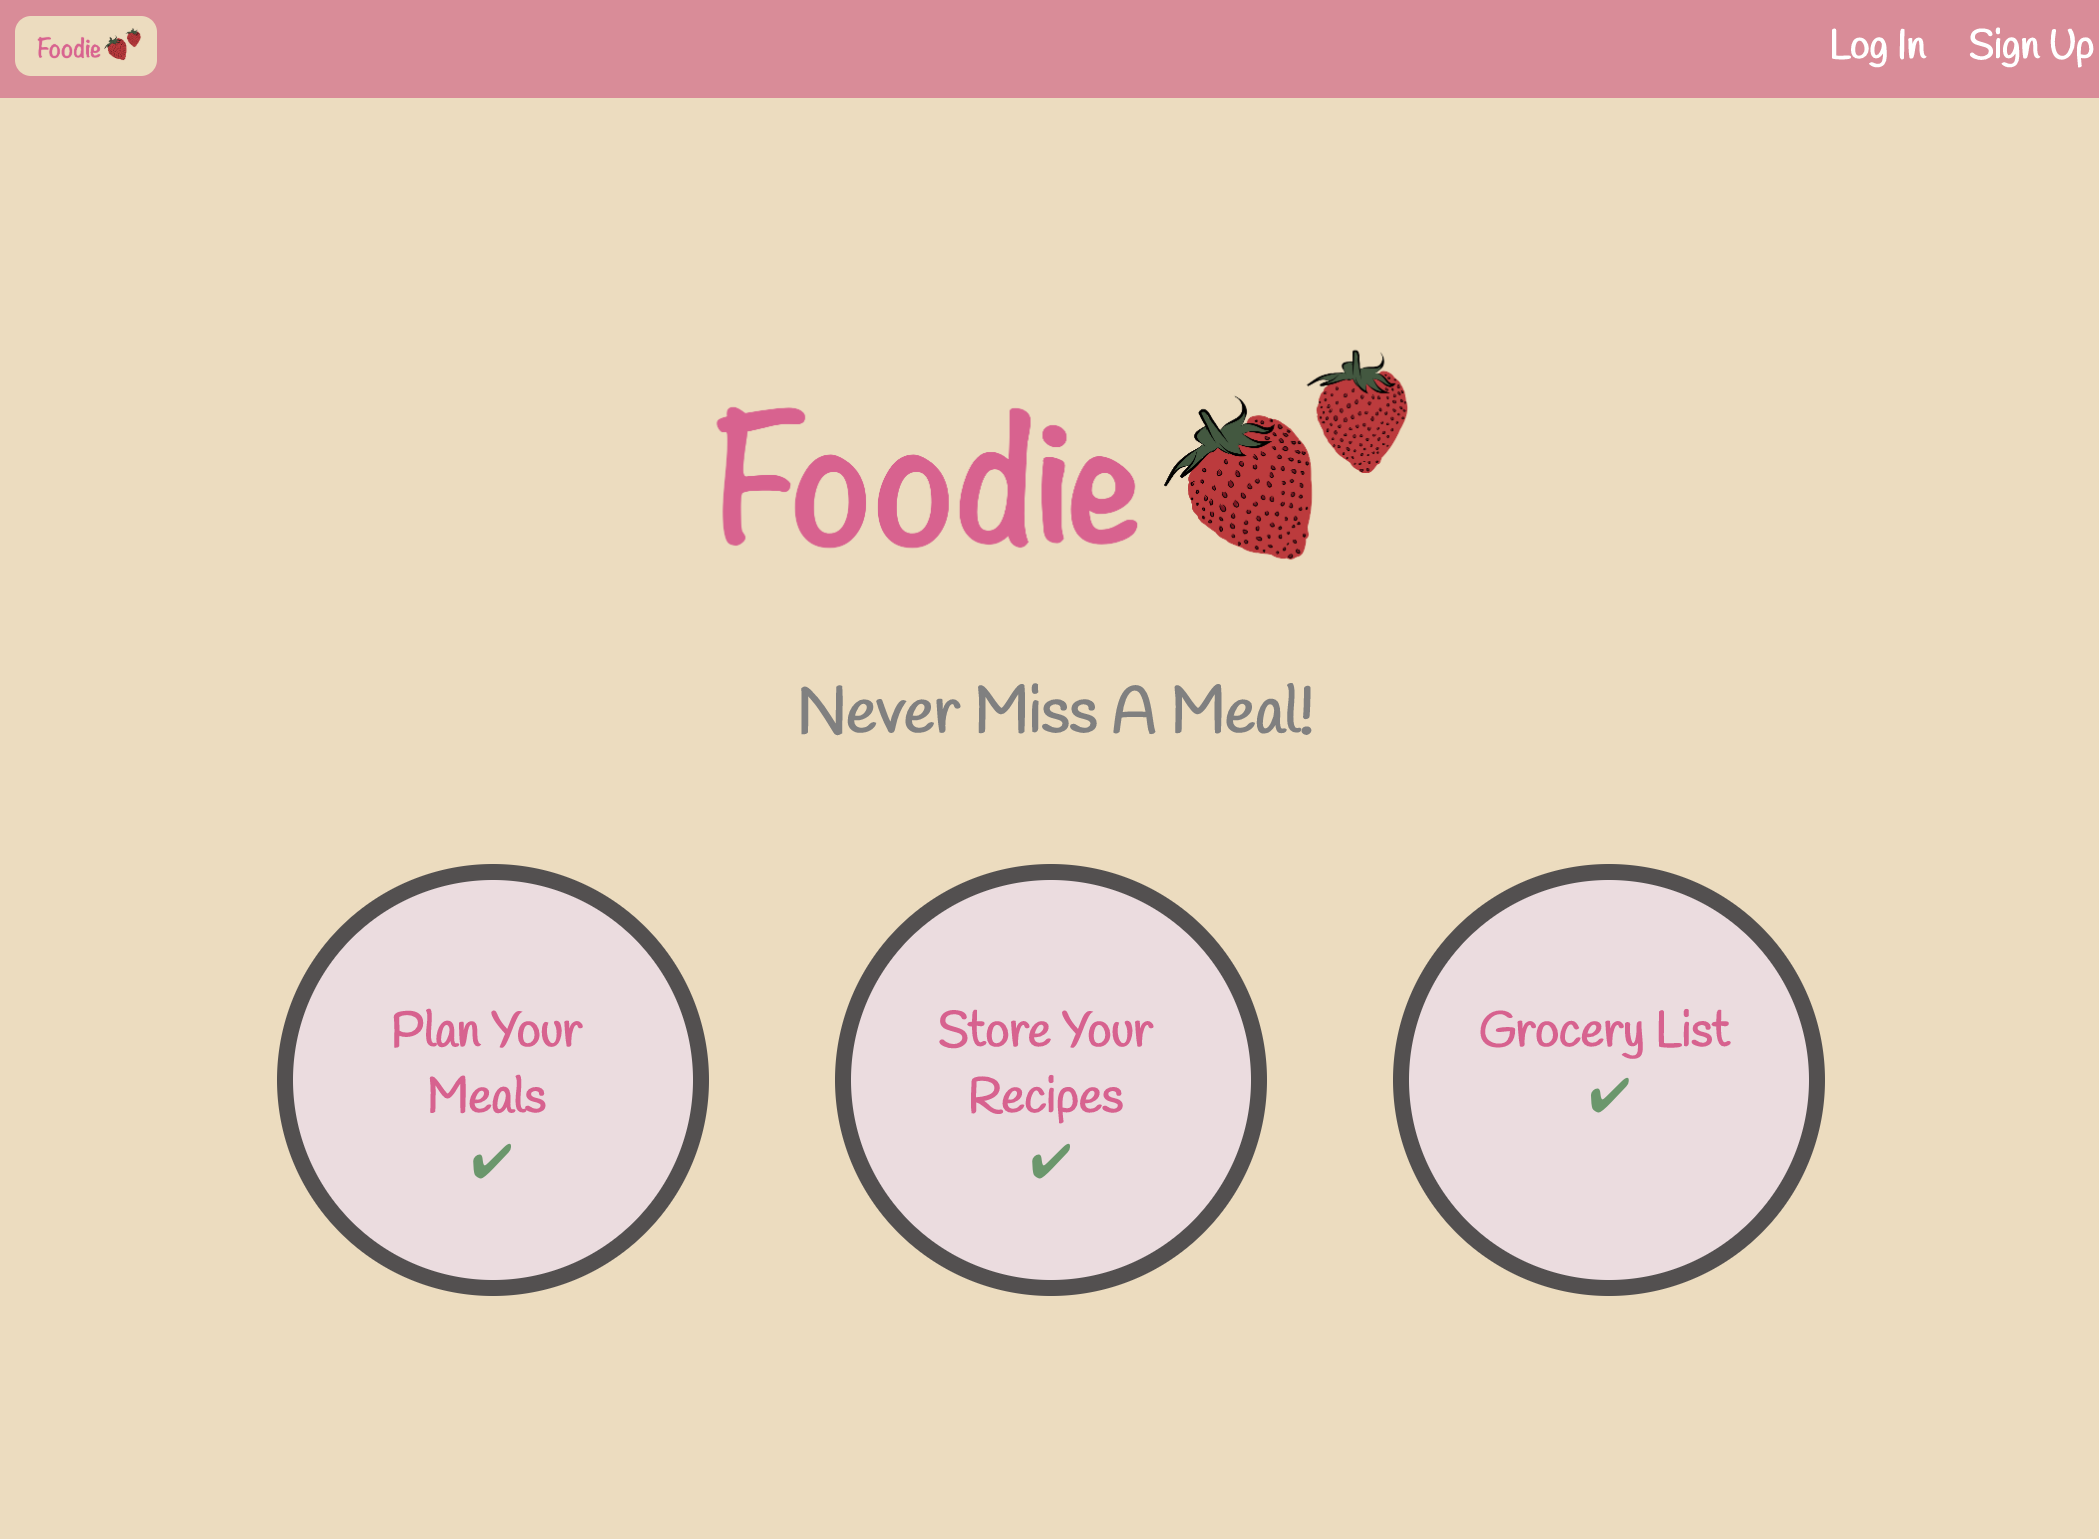 Foodie
Log In
Sign Up
Foodie
Never Miss A Meal!
Plan Your
Meals
✔
Store Your
Recipes
✔
Grocery List
✔